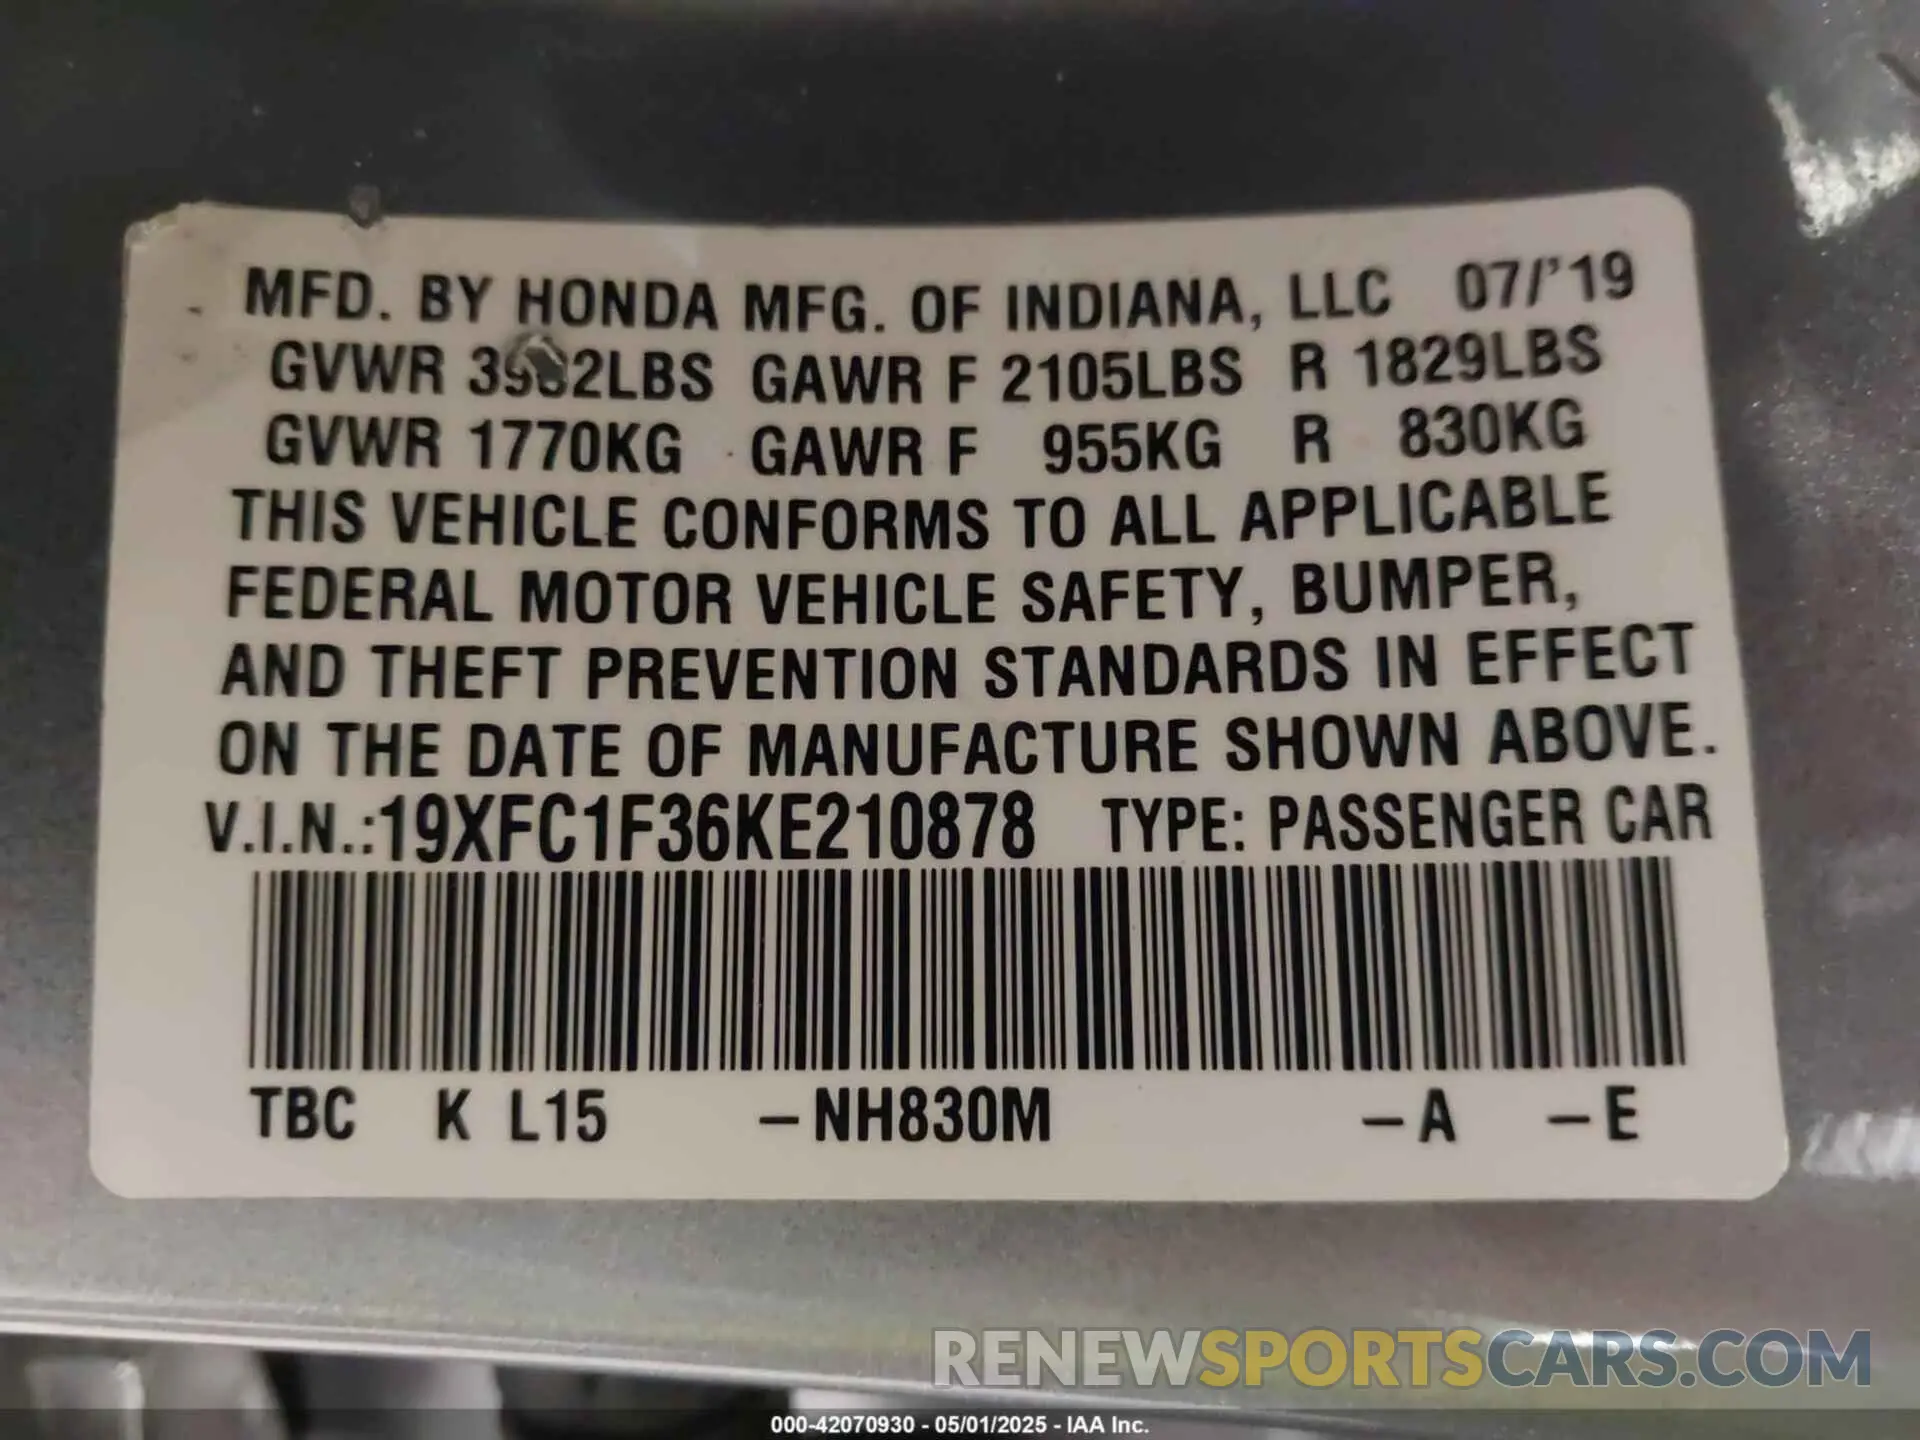 MFD. BY HONDA MFG. OF INDIANA, LLC 07/'19
GVWR GAWR F 2105LBS R 1829LBS
GVWR 1770KG GAWR F 955KG R 830KG
THIS VEHICLE CONFORMS TO ALL APPLICABLE
FEDERAL MOTOR VEHICLE SAFETY, BUMPER,
AND THEFT PREVENTION STANDARDS IN EFFECT
ON THE DATE OF MANUFACTURE SHOWN ABOVE.
V.I.N.:19XFC1F36KE210878 TYPE: PASSENGER CAR
TBC K L15 -NH830M -A -E
RENEWSPORTSCARS.COM
000-42070930 - 05/01/2025 - IAA Inc.